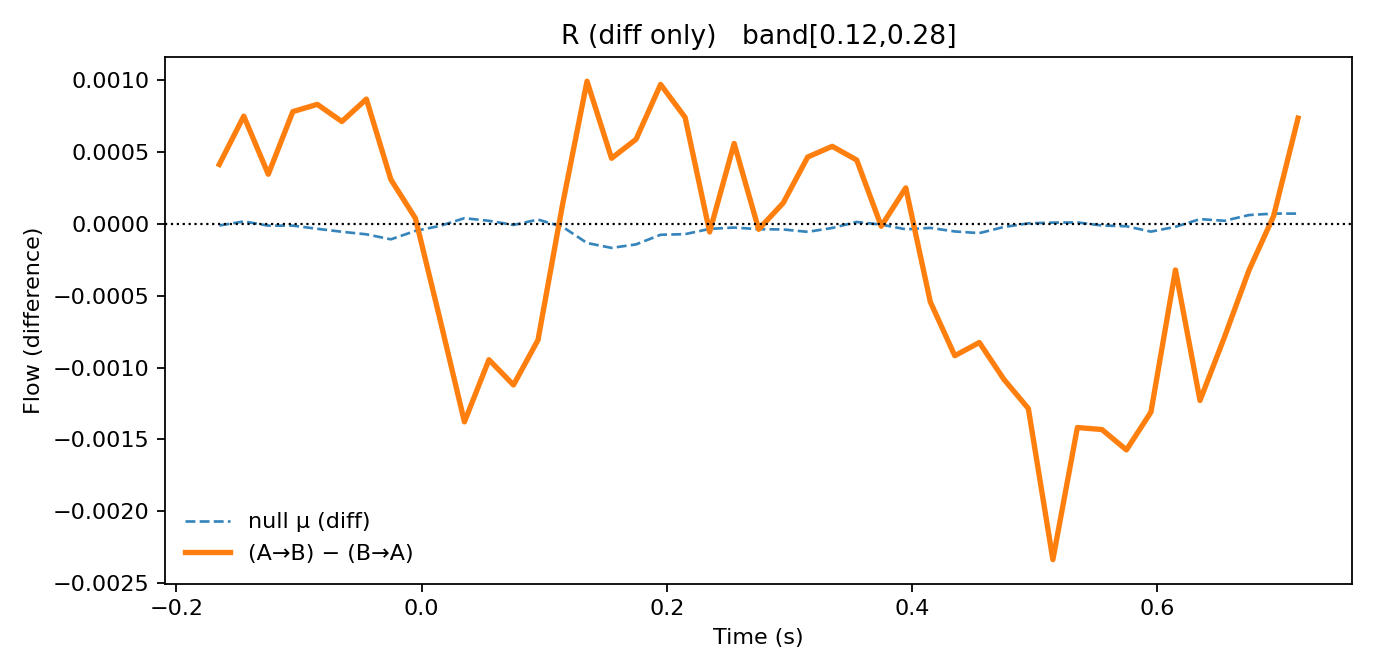 R (diff only)   band[0.12,0.28]
0.0010
0.0005
0.0000
−0.0005
−0.0010
−0.0015
−0.0020
−0.0025
Flow (difference)
null μ (diff)
(A→B) − (B→A)
−0.2
0.0
0.2
0.4
0.6
Time (s)